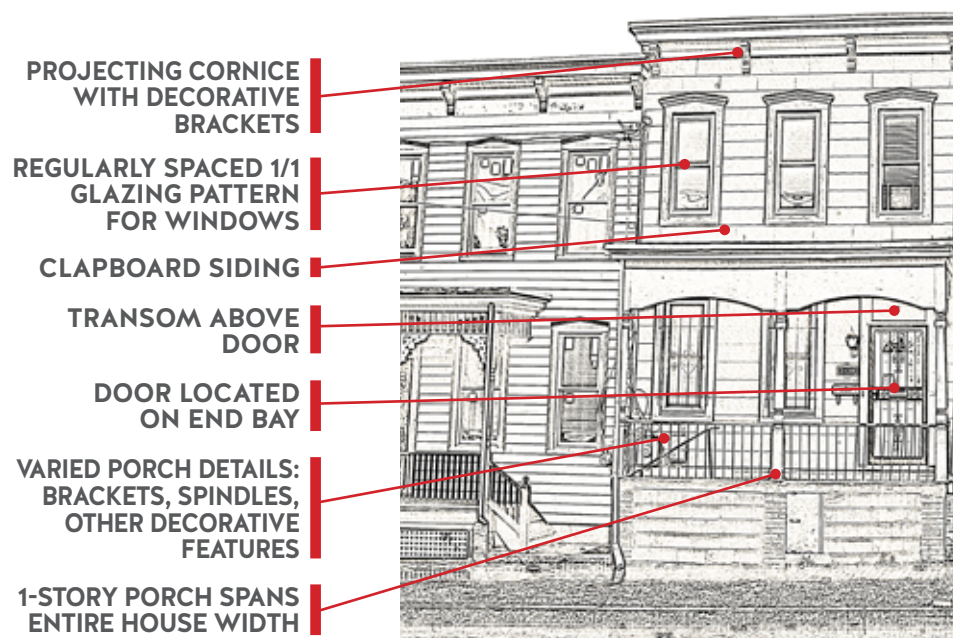 PROJECTING CORNICE
WITH DECORATIVE
BRACKETS
REGULARLY SPACED 1/1
GLAZING PATTERN
FOR WINDOWS
CLAPBOARD SIDING
TRANSOM ABOVE
DOOR
DOOR LOCATED
ON END BAY
VARIED PORCH DETAILS:
BRACKETS, SPINDLES,
OTHER DECORATIVE
FEATURES
1-STORY PORCH SPANS
ENTIRE HOUSE WIDTH